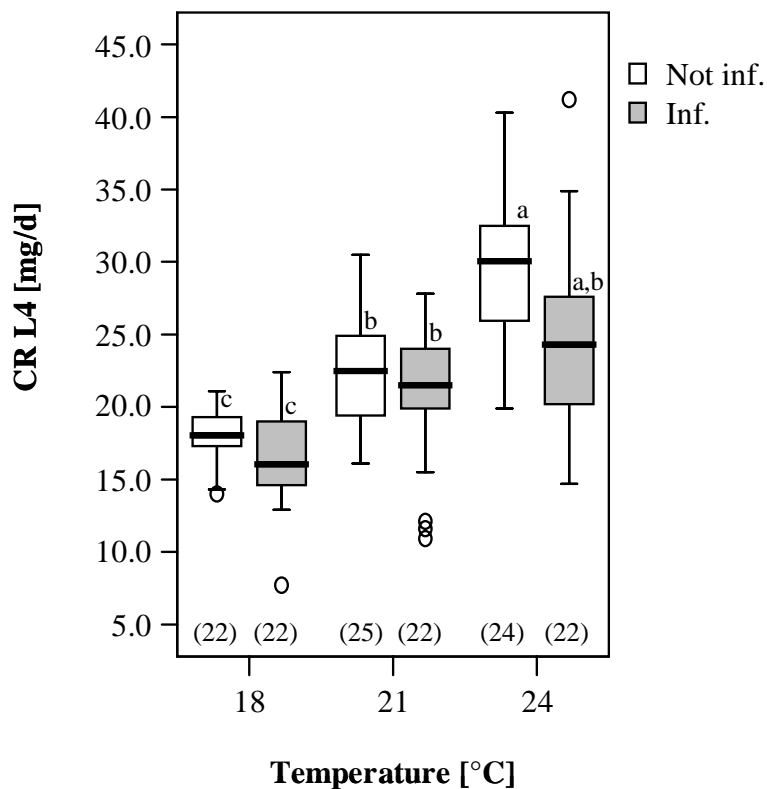 45.0
40.0
35.0
30.0
25.0
20.0
15.0
10.0
5.0
CR L4 [mg/d]
Not inf.
Inf.
a
a,b
b
b
c
c
(22) (22) (25) (22) (24) (22)
18 21 24
Temperature [°C]